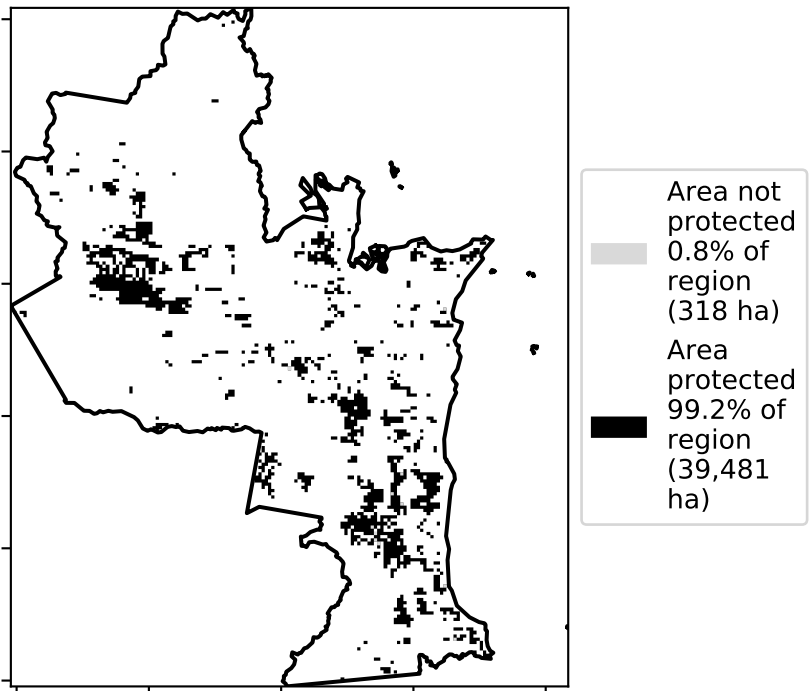 Area not
protected
0.8% of
region
(318 ha)
Area
protected
99.2% of
region
(39,481
ha)